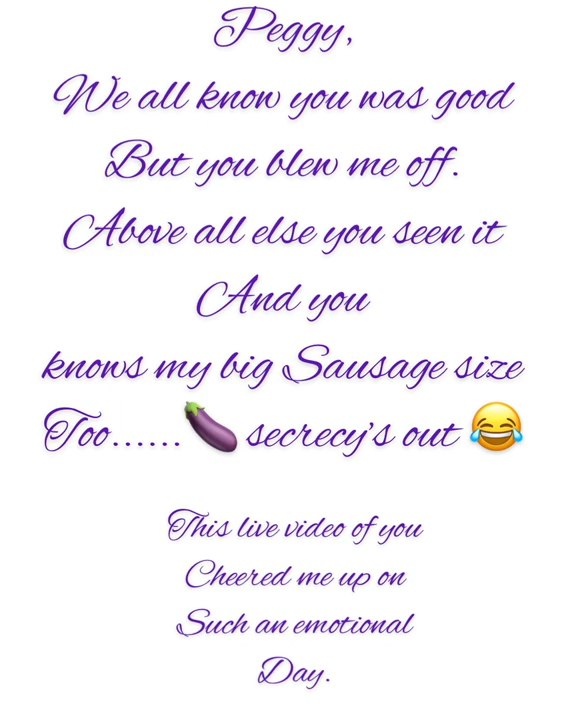 Peggy,
We all know you was good
But you blew me off.
Above all else you seen it
And you
knows my big Sausage size
Too......🍆 secrecy's out 😂
This live video of you
Cheered me up on
Such an emotional
Day.